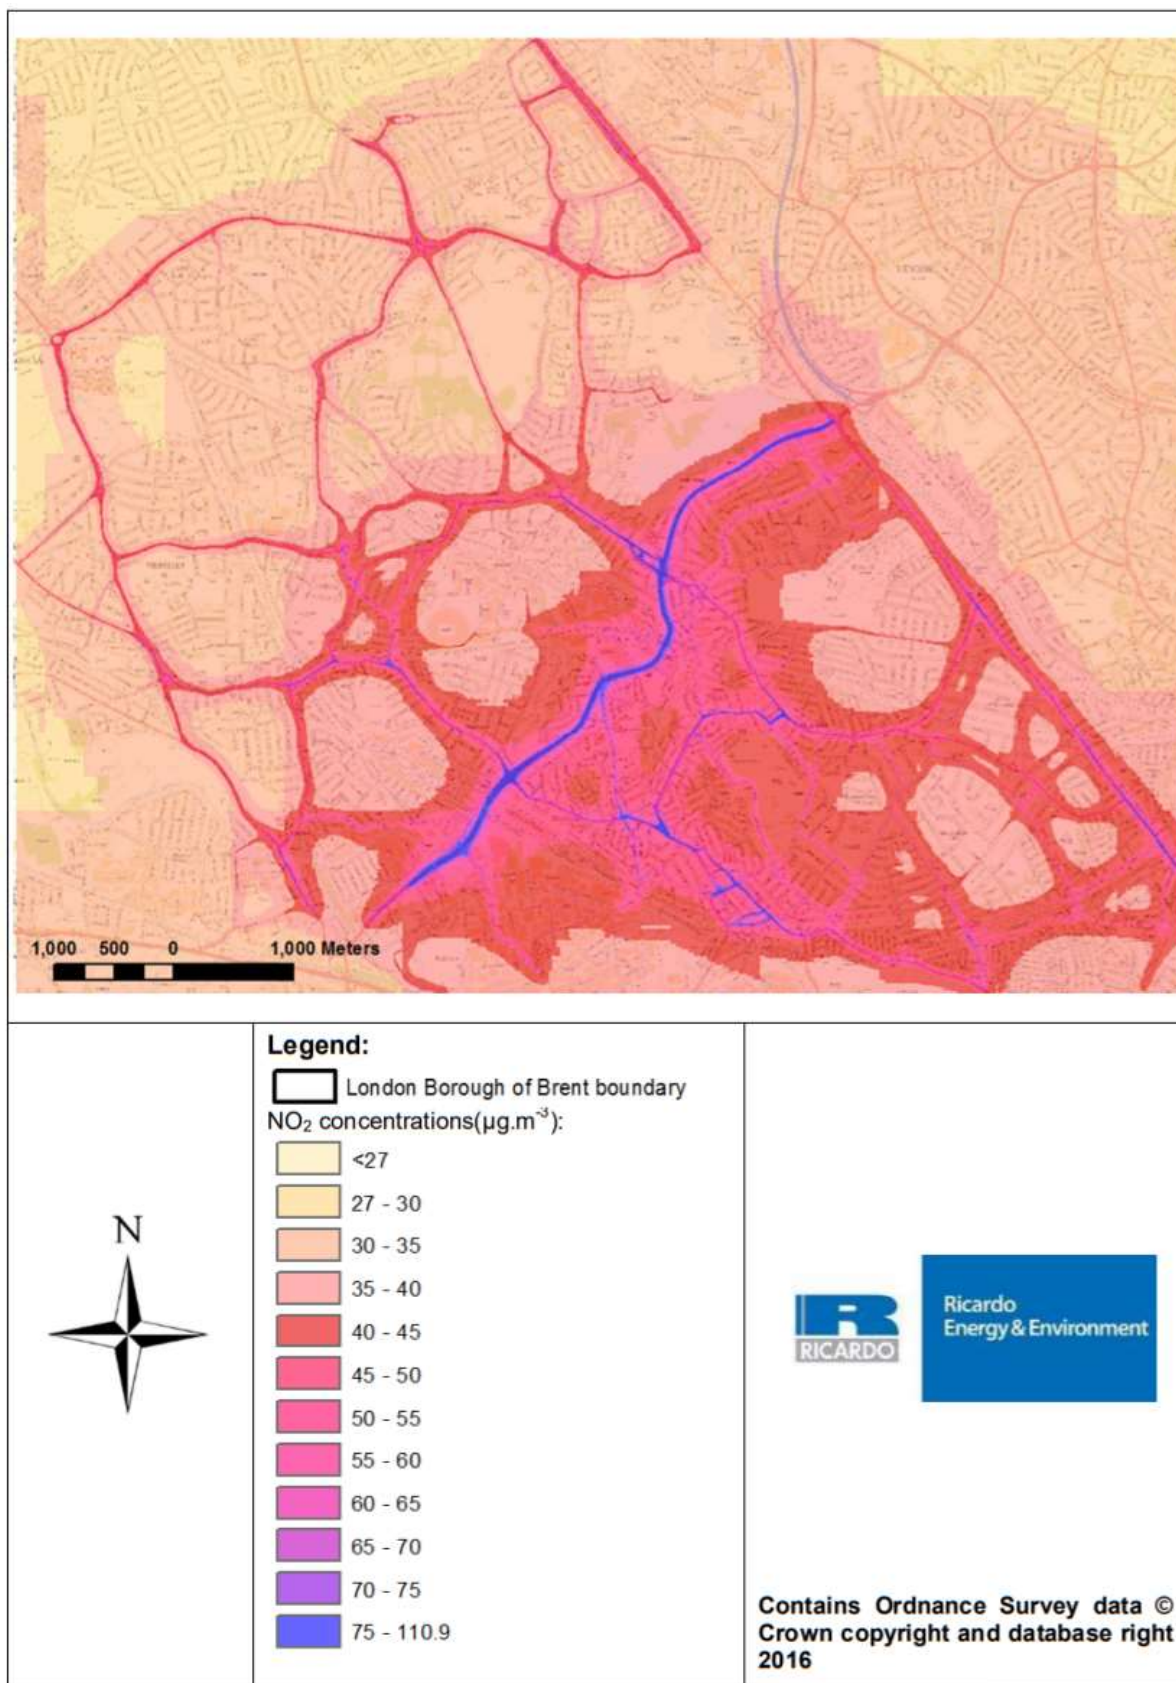 1,000 500 0 1,000 Meters
N
Legend:
London Borough of Brent boundary
NO₂ concentrations(µg.m⁻³):
<27
27 - 30
30 - 35
35 - 40
40 - 45
45 - 50
50 - 55
55 - 60
60 - 65
65 - 70
70 - 75
75 - 110.9
RICARDO
Ricardo
Energy & Environment
Contains Ordnance Survey data ©
Crown copyright and database right
2016